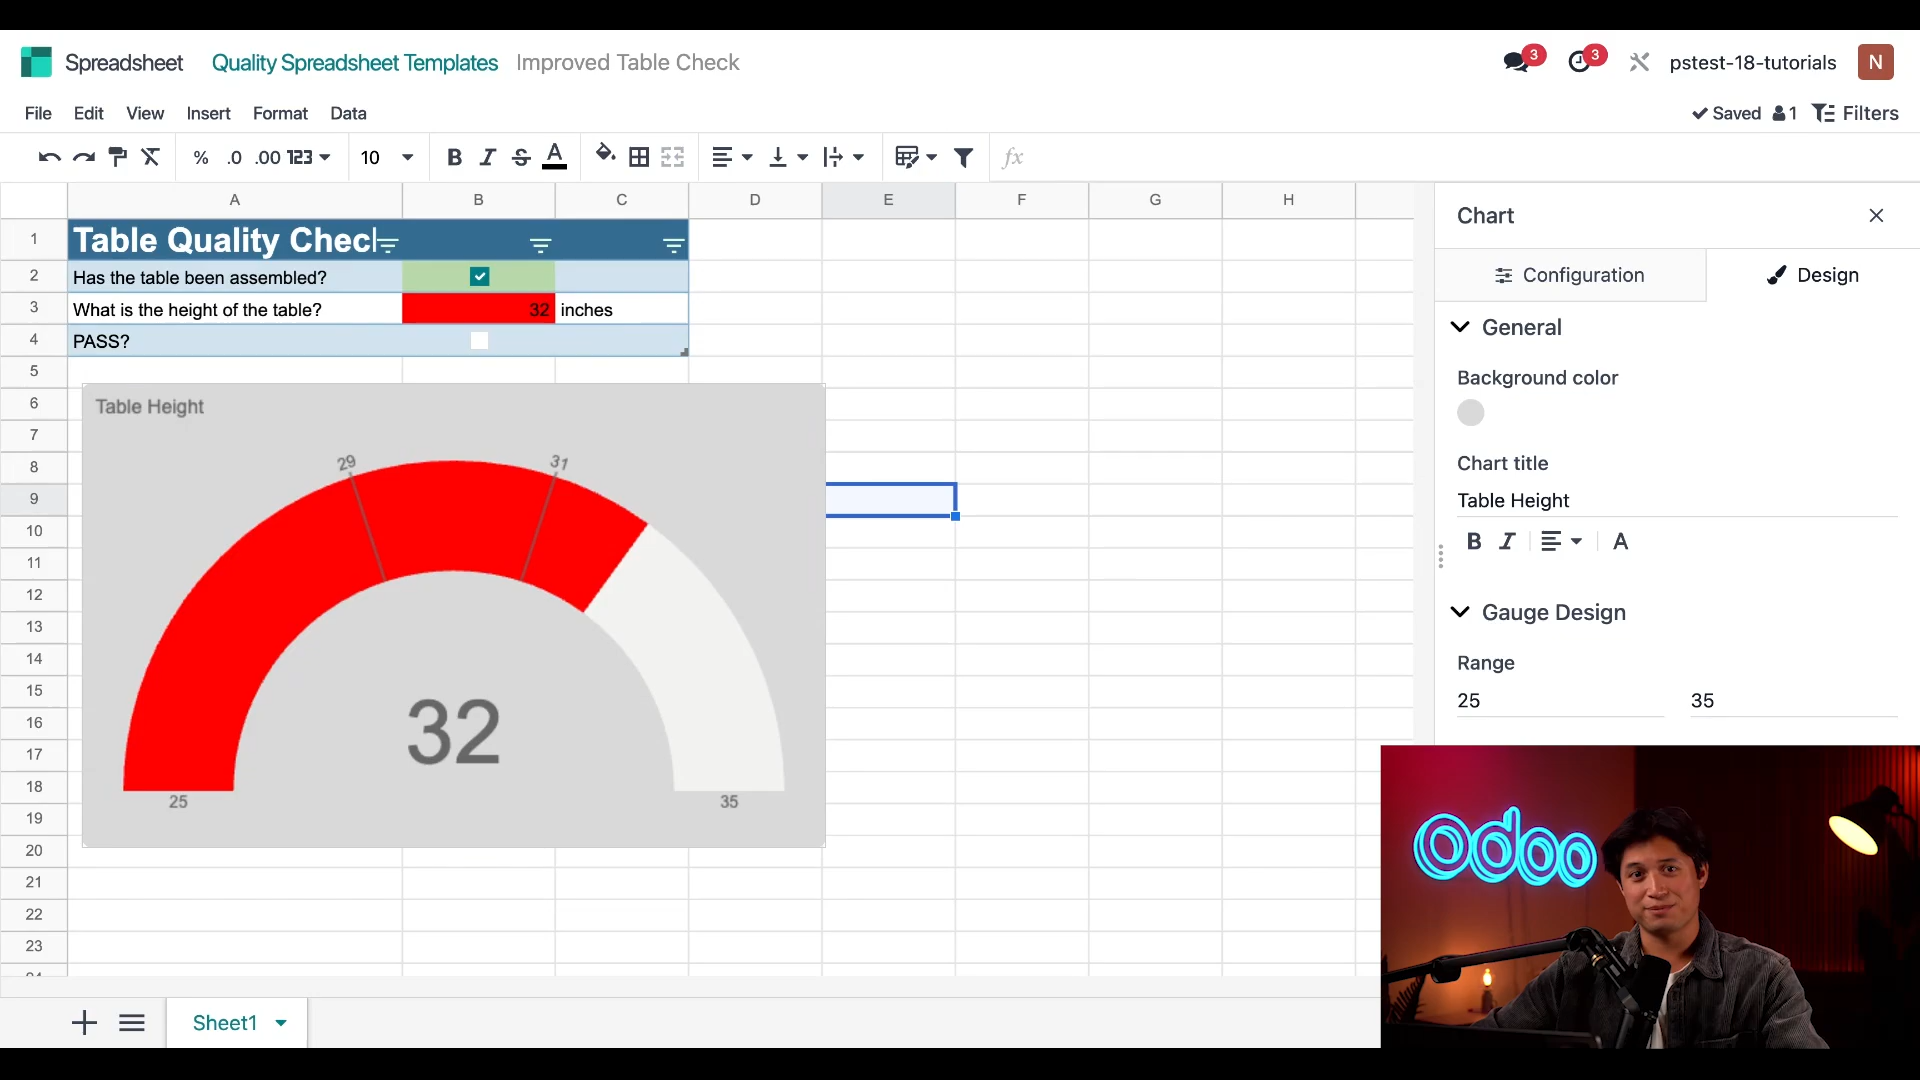 Spreadsheet Quality Spreadsheet Templates Improved Table Check 3 3 pstest-18-tutorials N
File Edit View Insert Format Data Saved 1 Filters
% .0 .00 123 10 B I S A fx
A B C D E F G H
Chart
1 Table Quality Chec
Configuration Design
2 Has the table been assembled?
3 What is the height of the table? 32 inches
4 PASS?
General
Background color
Chart title
Table Height
B I A
Gauge Design
Range
25 35
5
6
7
8
9
10
11
12
13
14
15
16
17
18
19
20
21
22
23
24
Table Height
29 31
32
25 35
odoo
Sheet1